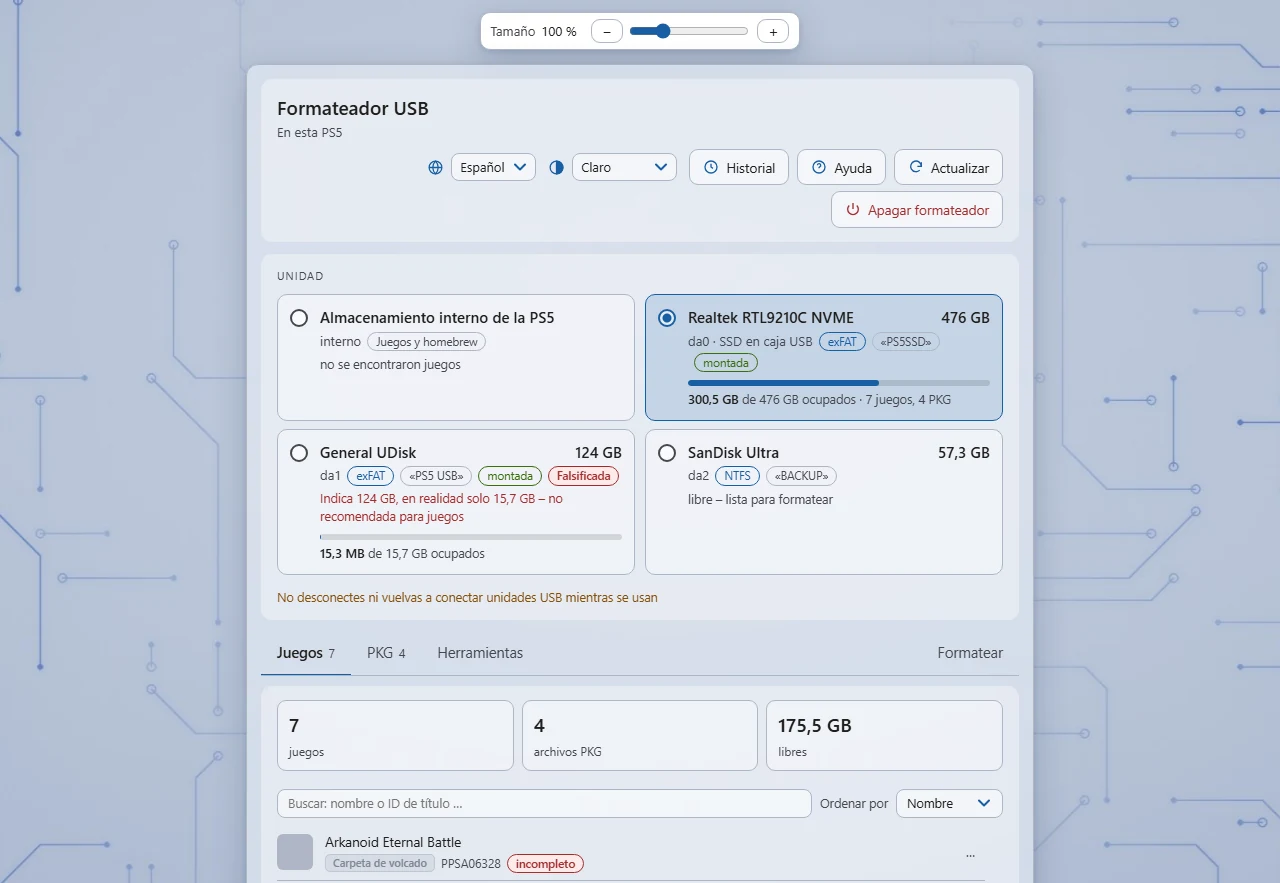 Tamaño 100 % − +
Formateador USB
En esta PS5
Español Claro Historial Ayuda Actualizar
Apagar formateador
UNIDAD
Almacenamiento interno de la PS5
interno Juegos y homebrew
no se encontraron juegos
Realtek RTL9210C NVME 476 GB
da0 · SSD en caja USB exFAT «PS5SSD»
montada
300,5 GB de 476 GB ocupados · 7 juegos, 4 PKG
General UDisk 124 GB
da1 exFAT «PS5 USB» montada Falsificada
Indica 124 GB, en realidad solo 15,7 GB – no
recomendada para juegos
15,3 MB de 15,7 GB ocupados
SanDisk Ultra 57,3 GB
da2 NTFS «BACKUP»
libre – lista para formatear
No desconectes ni vuelvas a conectar unidades USB mientras se usan
Juegos 7 PKG 4 Herramientas Formatear
7
juegos
4
archivos PKG
175,5 GB
libres
Buscar: nombre o ID de título ... Ordenar por Nombre
Arkanoid Eternal Battle
Carpeta de volcado PPSA06328 incompleto ...